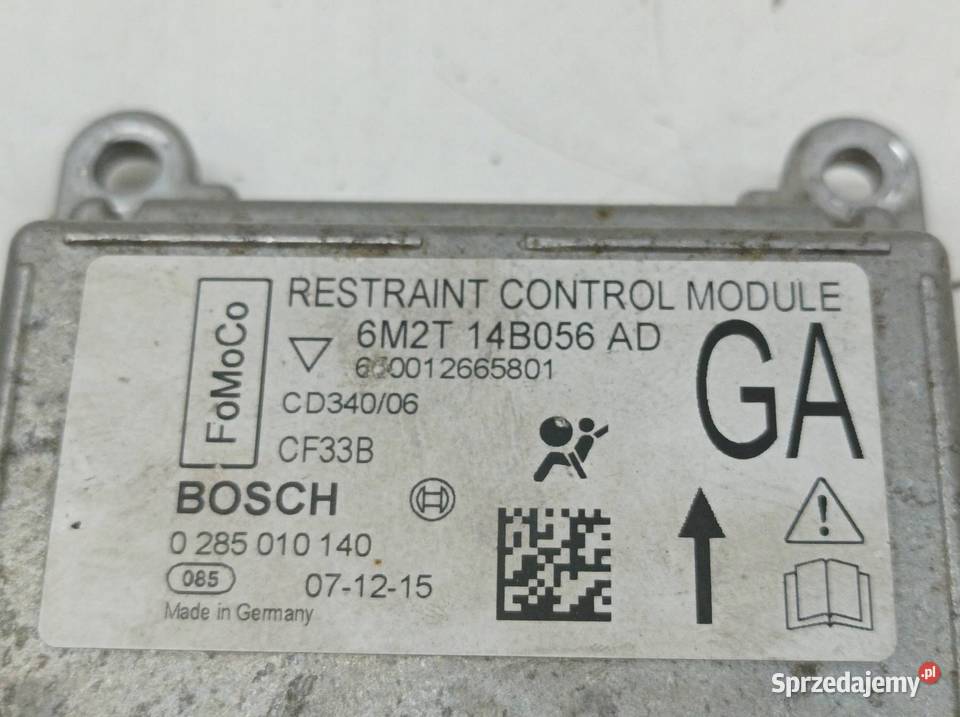 RESTRAINT CONTROL MODULE
FoMoCo
6M2T 14B056 AD
GA
CD340/06
CF33B
BOSCH
0 285 010 140
085
07-12-15
Made in Germany
Sprzedajemy.pl